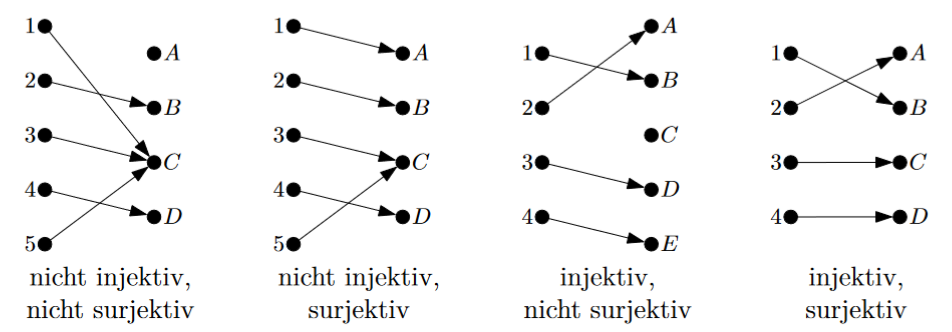 1 A
2 B
3 C
4 D
5
nicht injektiv,
nicht surjektiv
1 A
2 B
3 C
4 D
5
nicht injektiv,
surjektiv
A
1 B
2 C
3 D
4 E
injektiv,
nicht surjektiv
1 A
2 B
3 C
4 D
injektiv,
surjektiv